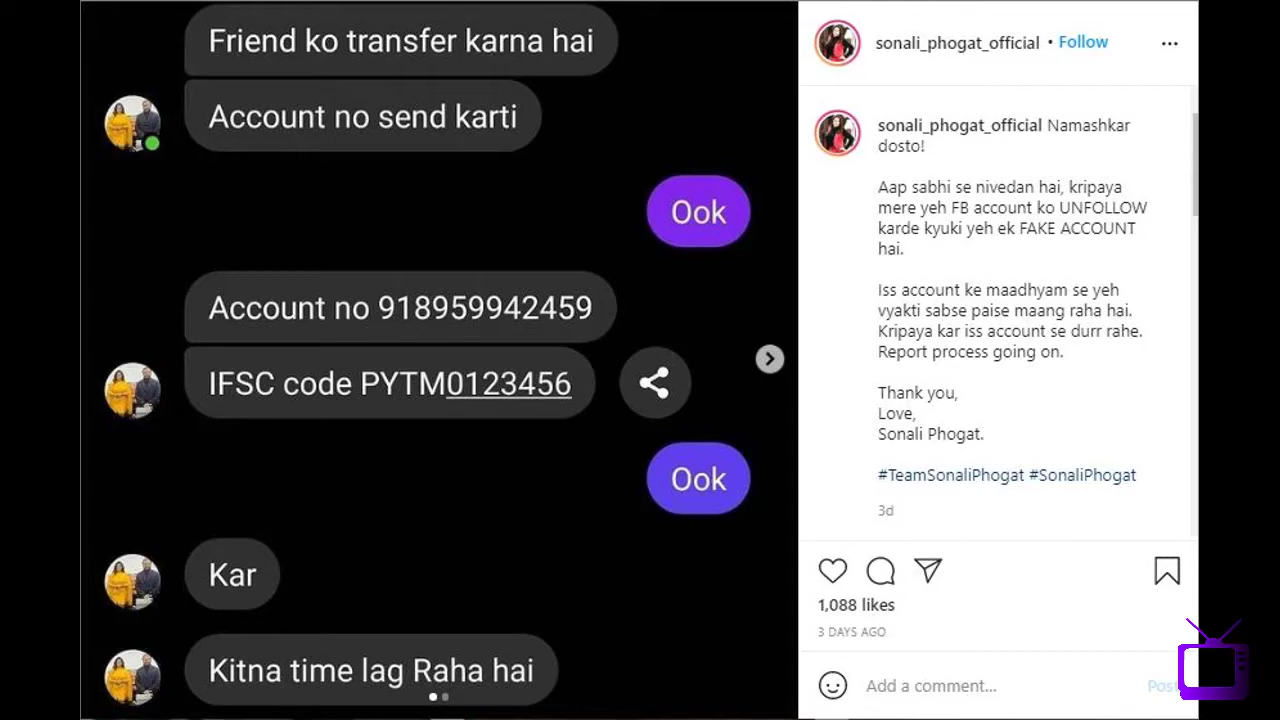 Friend ko transfer karna hai
Account no send karti
Ook
Account no 918959942459
IFSC code PYTM0123456
Ook
Kar
Kitna time lag Raha hai
sonali_phogat_official • Follow
sonali_phogat_official Namashkar
dosto!
Aap sabhi se nivedan hai, kripaya
mere yeh FB account ko UNFOLLOW
karde kyuki yeh ek FAKE ACCOUNT
hai.
Iss account ke maadhyam se yeh
vyakti sabse paise maang raha hai.
Kripaya kar iss account se durr rahe.
Report process going on.
Thank you,
Love,
Sonali Phogat.
#TeamSonaliPhogat #SonaliPhogat
3d
1,088 likes
3 DAYS AGO
Add a comment... Post